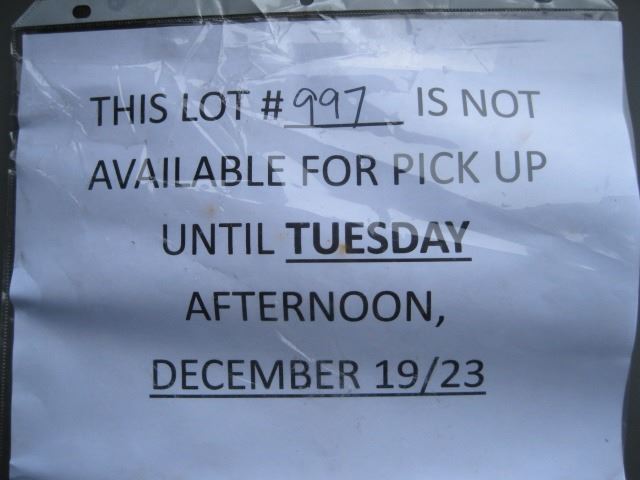 THIS LOT # 997 IS NOT
AVAILABLE FOR PICK UP
UNTIL TUESDAY
AFTERNOON,
DECEMBER 19/23